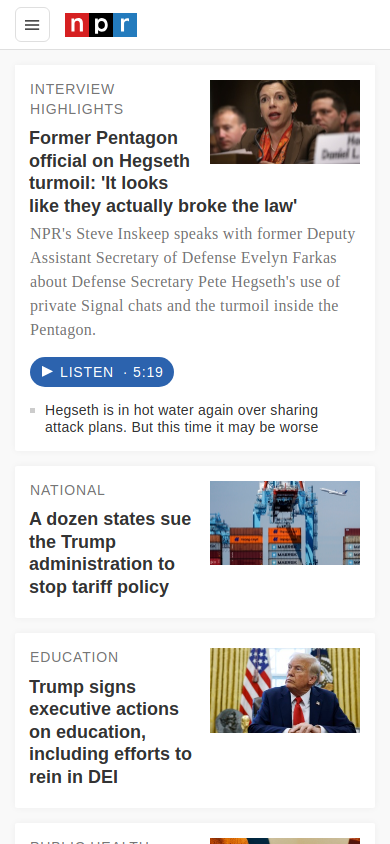 npr
INTERVIEW
HIGHLIGHTS
Former Pentagon
official on Hegseth
turmoil: 'It looks
like they actually broke the law'
NPR's Steve Inskeep speaks with former Deputy
Assistant Secretary of Defense Evelyn Farkas
about Defense Secretary Pete Hegseth's use of
private Signal chats and the turmoil inside the
Pentagon.
LISTEN · 5:19
Hegseth is in hot water again over sharing
attack plans. But this time it may be worse
NATIONAL
A dozen states sue
the Trump
administration to
stop tariff policy
EDUCATION
Trump signs
executive actions
on education,
including efforts to
rein in DEI
PUBLIC HEALTH